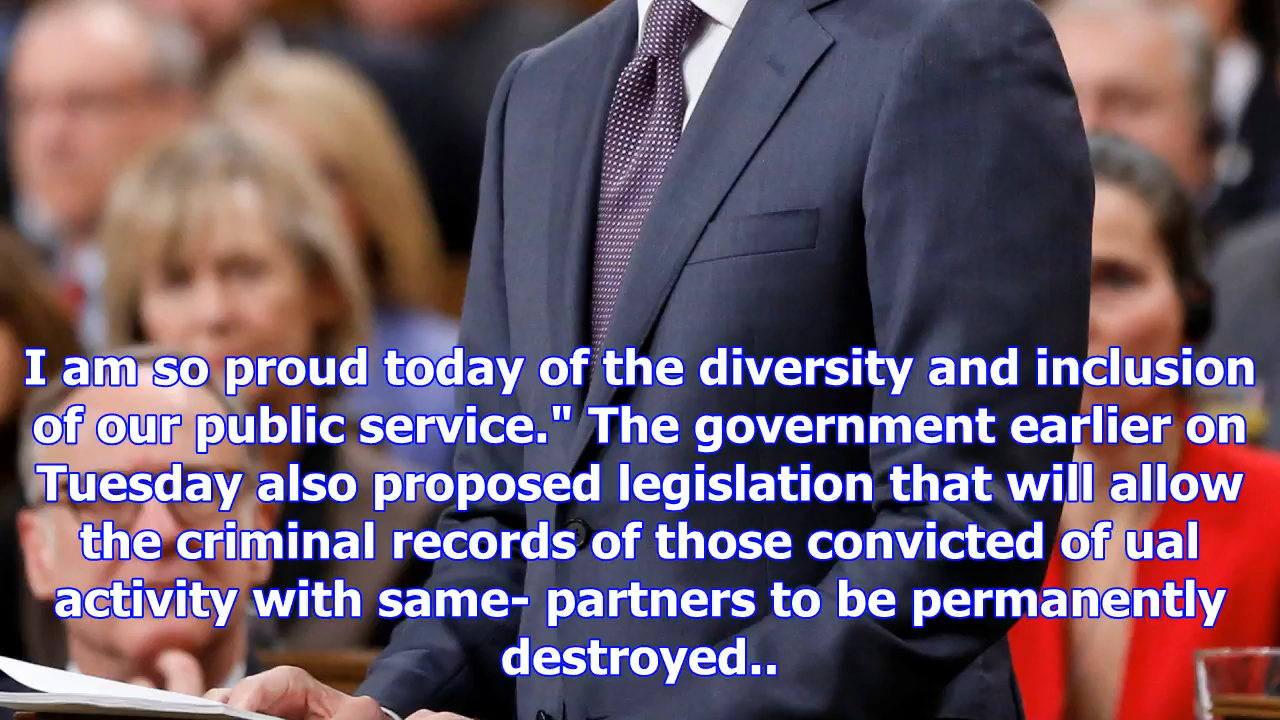 I am so proud today of the diversity and inclusion
of our public service." The government earlier on
Tuesday also proposed legislation that will allow
the criminal records of those convicted of ual
activity with same- partners to be permanently
destroyed..